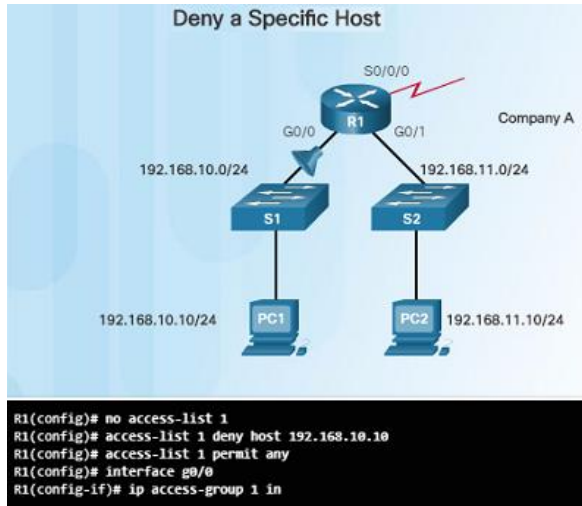 Deny a Specific Host
S0/0/0
R1
Company A
G0/0
G0/1
192.168.10.0/24
192.168.11.0/24
S1
S2
192.168.10.10/24
PC1
PC2
192.168.11.10/24
R1(config)# no access-list 1
R1(config)# access-list 1 deny host 192.168.10.10
R1(config)# access-list 1 permit any
R1(config)# interface g0/0
R1(config-if)# ip access-group 1 in